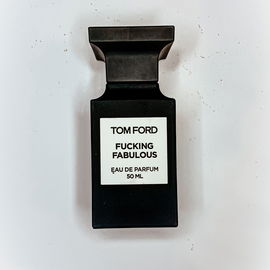 TOM FORD
FUCKING
FABULOUS
EAU DE PARFUM
50 ML